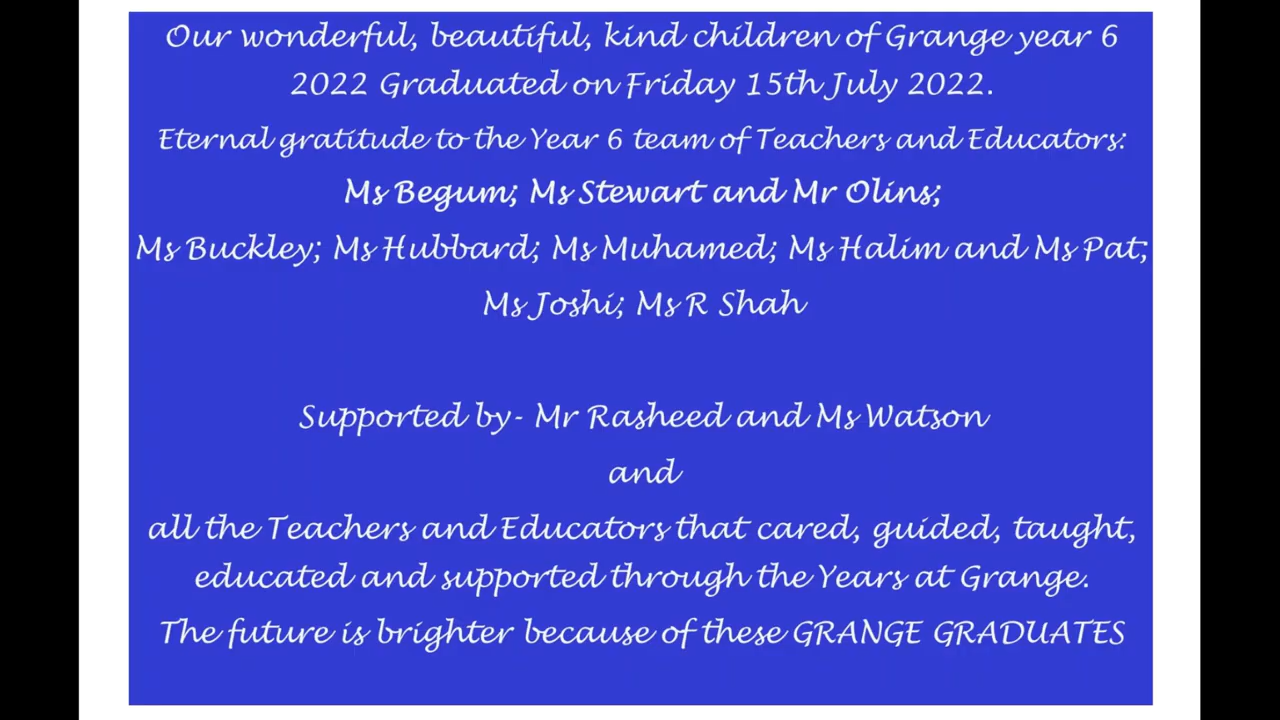 Our wonderful, beautiful, kind children of Grange year 6
2022 Graduated on Friday 15th July 2022.
Eternal gratitude to the Year 6 team of Teachers and Educators:
Ms Begum; Ms Stewart and Mr Olins;
Ms Buckley; Ms Hubbard; Ms Muhamed; Ms Halim and Ms Pat;
Ms Joshi; Ms R Shah
Supported by- Mr Rasheed and Ms Watson
and
all the Teachers and Educators that cared, guided, taught,
educated and supported through the Years at Grange.
The future is brighter because of these GRANGE GRADUATES